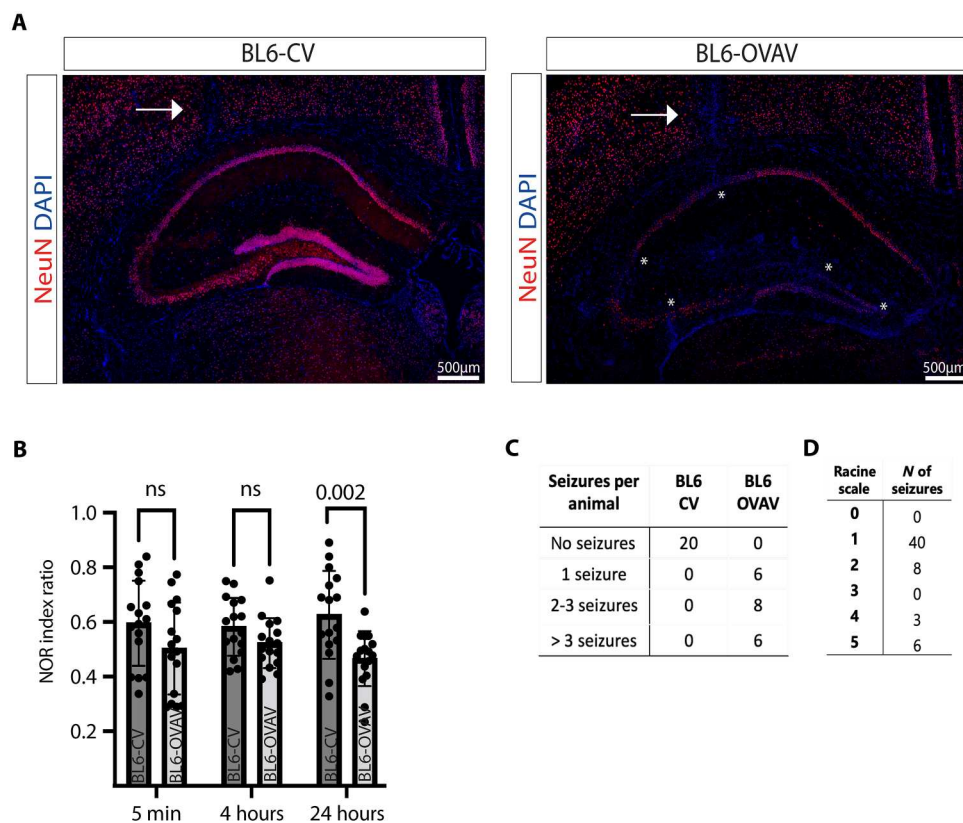 A
BL6-CV
BL6-OVAV
NeuN DAPI
NeuN DAPI
*
*
*
*
*
500µm
500µm
B
ns
ns
0.002
NOR index ratio
1.0
0.8
0.6
0.4
0.2
BL6-CV
BL6-OVAV
BL6-CV
BL6-OVAV
BL6-CV
BL6-OVAV
5 min
4 hours
24 hours
C
Seizures per animal BL6 CV BL6 OVAV
No seizures 20 0
1 seizure 0 6
2-3 seizures 0 8
> 3 seizures 0 6
D
Racine scale N of seizures
0 0
1 40
2 8
3 0
4 3
5 6